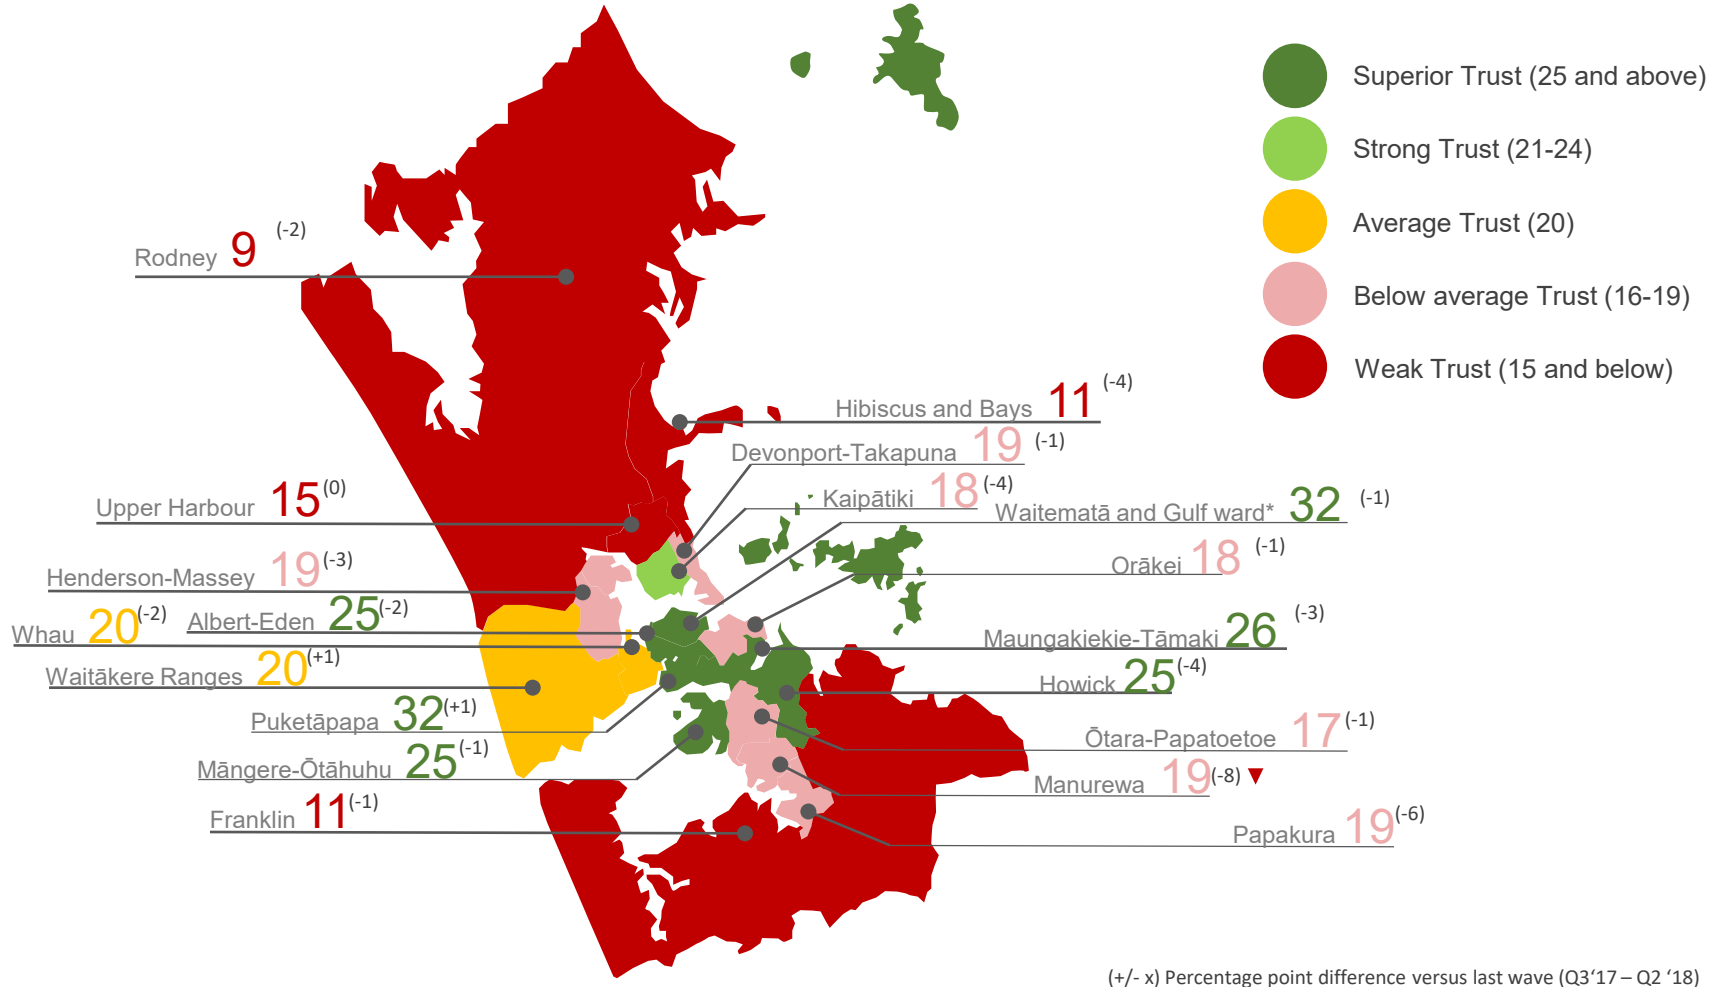 Superior Trust (25 and above)
Strong Trust (21-24)
Average Trust (20)
Below average Trust (16-19)
Weak Trust (15 and below)
Rodney 9 (-2)
Hibiscus and Bays 11 (-4)
Devonport-Takapuna 19 (-1)
Kaipātiki 18 (-4)
Upper Harbour 15 (0)
Waitematā and Gulf ward* 32 (-1)
Orākei 18 (-1)
Henderson-Massey 19 (-3)
Albert-Eden 25 (-2)
Whau 20 (-2)
Maungakiekie-Tāmaki 26 (-3)
Waitākere Ranges 20 (+1)
Howick 25 (-4)
Puketāpapa 32 (+1)
Ōtara-Papatoetoe 17 (-1)
Māngere-Ōtāhuhu 25 (-1)
Manurewa 19 (-8) ▼
Franklin 11 (-1)
Papakura 19 (-6)
(+/- x) Percentage point difference versus last wave (Q3‘17 – Q2 ‘18)